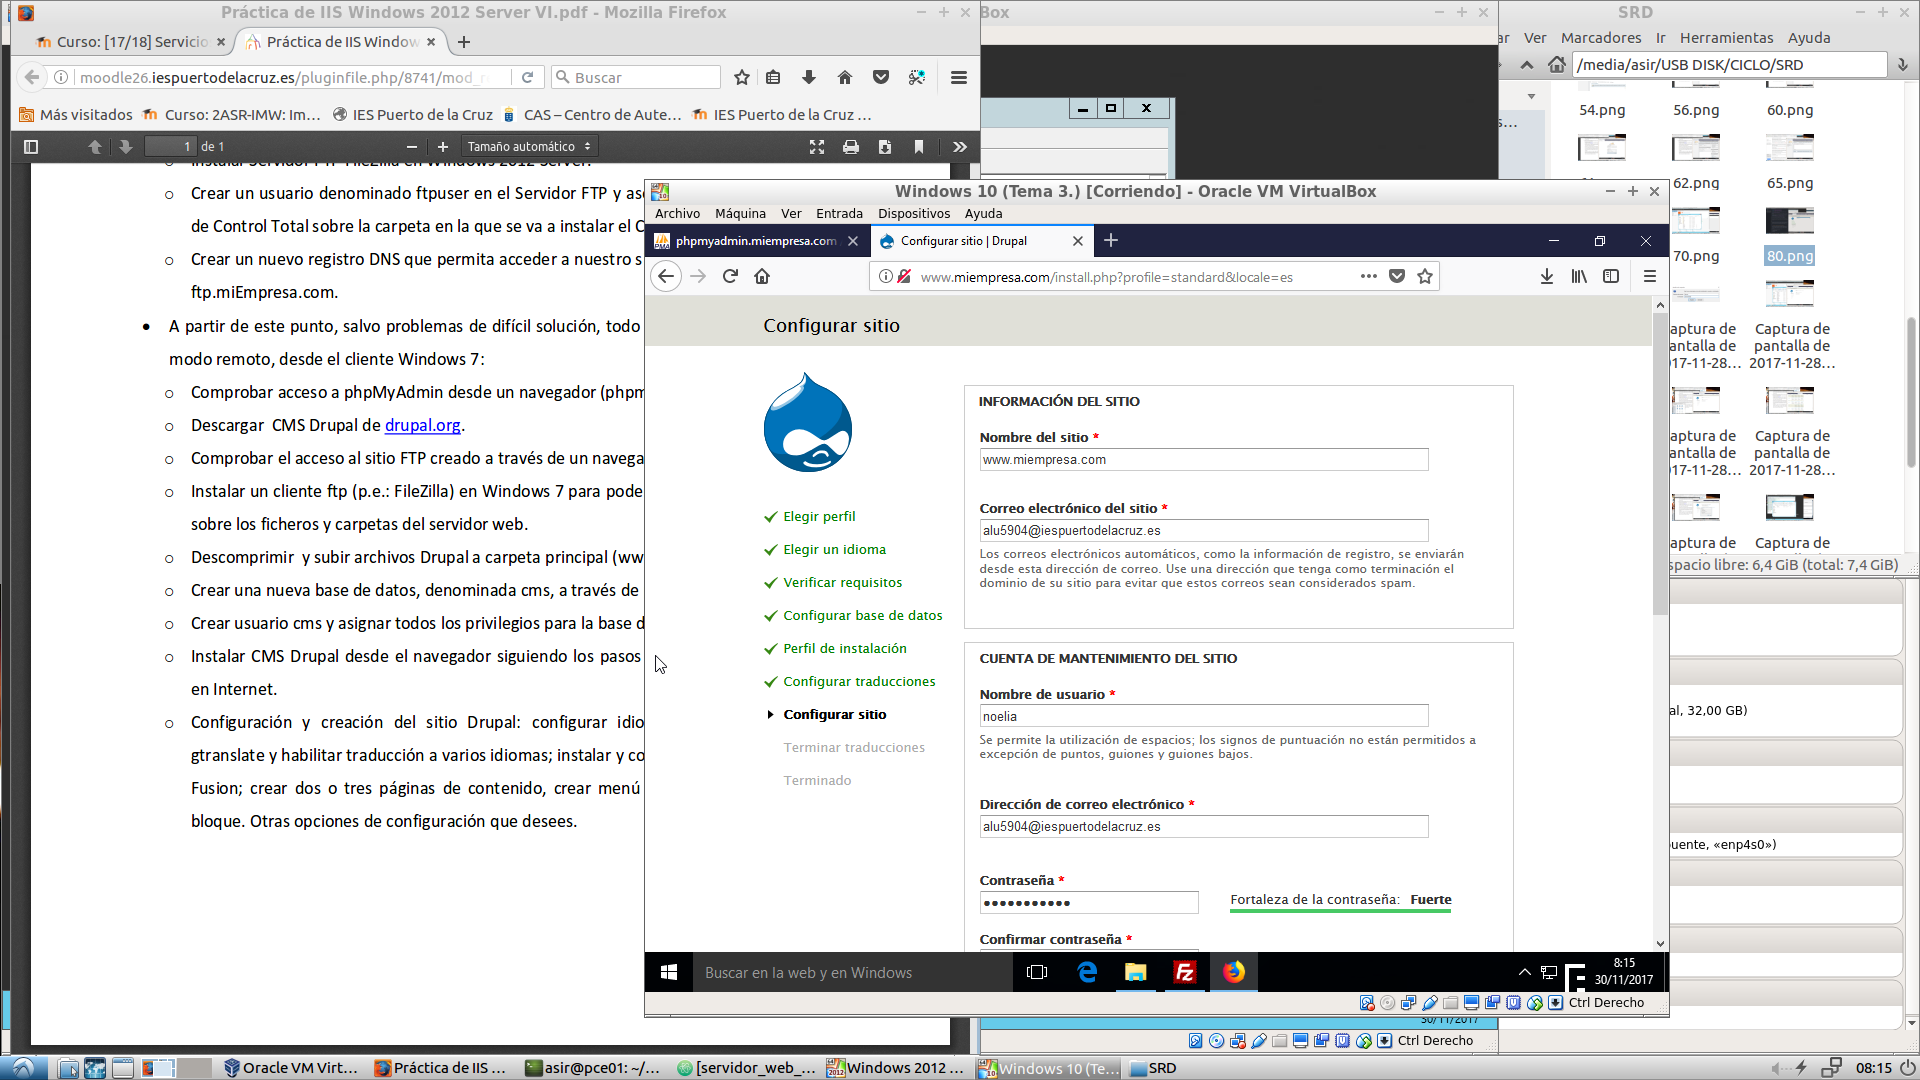 Práctica de IIS Windows 2012 Server VI.pdf - Mozilla Firefox
Box
SRD
Curso: [17/18] Servicio
Práctica de IIS Window
Ver Marcadores Ir Herramientas Ayuda
moodle26.iespuertodelacruz.es/pluginfile.php/8741/mod_
Buscar
/media/asir/USB DISK/CICLO/SRD
Más visitados
Curso: 2ASR-IMW: Im...
IES Puerto de la Cruz
CAS – Centro de Aute...
IES Puerto de la Cruz ...
1 de 1
Tamaño automático
o Crear un usuario denominado ftpuser en el Servidor FTP y
de Control Total sobre la carpeta en la que se va a instalar el
o Crear un nuevo registro DNS que permita acceder a nuestro
ftp.miEmpresa.com.
• A partir de este punto, salvo problemas de difícil solución, todo
modo remoto, desde el cliente Windows 7:
o Comprobar acceso a phpMyAdmin desde un navegador
o Descargar CMS Drupal de drupal.org.
o Comprobar el acceso al sitio FTP creado a través de un
o Instalar un cliente ftp (p.e.: FileZilla) en Windows 7 para
sobre los ficheros y carpetas del servidor web.
o Descomprimir y subir archivos Drupal a carpeta principal
o Crear una nueva base de datos, denominada cms, a través de
o Crear usuario cms y asignar todos los privilegios para la base
o Instalar CMS Drupal desde el navegador siguiendo los pasos
en Internet.
o Configuración y creación del sitio Drupal: configurar
gtranslate y habilitar traducción a varios idiomas; instalar y
Fusion; crear dos o tres páginas de contenido, crear menú
bloque. Otras opciones de configuración que desees.
Windows 10 (Tema 3.) [Corriendo] - Oracle VM VirtualBox
Archivo Máquina Ver Entrada Dispositivos Ayuda
phpmyadmin.miempresa.com
Configurar sitio | Drupal
www.miempresa.com/install.php?profile=standard&locale=es
Configurar sitio
Elegir perfil
Elegir un idioma
Verificar requisitos
Configurar base de datos
Perfil de instalación
Configurar traducciones
Configurar sitio
Terminar traducciones
Terminado
INFORMACIÓN DEL SITIO
Nombre del sitio *
www.miempresa.com
Correo electrónico del sitio *
alu5904@iespuertodelacruz.es
Los correos electrónicos automáticos, como la información de registro, se enviarán
desde esta dirección de correo. Use una dirección que tenga como terminación el
dominio de su sitio para evitar que estos correos sean considerados spam.
CUENTA DE MANTENIMIENTO DEL SITIO
Nombre de usuario *
noelia
Se permite la utilización de espacios; los signos de puntuación no están permitidos a
excepción de puntos, guiones y guiones bajos.
Dirección de correo electrónico *
alu5904@iespuertodelacruz.es
Contraseña *
●●●●●●●●●●●
Fortaleza de la contraseña: Fuerte
Confirmar contraseña *
Buscar en la web y en Windows
8:15
30/11/2017
Ctrl Derecho
Ctrl Derecho
54.png 56.png 60.png
62.png 65.png
70.png 80.png
aptura de Captura de
antalla de pantalla de
17-11-28... 2017-11-28...
aptura de Captura de
antalla de pantalla de
17-11-28... 2017-11-28...
aptura de Captura de
spacio libre: 6,4 GiB (total: 7,4 GiB)
al, 32,00 GB)
puente, «enp4s0»)
Oracle VM Virt...
Práctica de IIS ...
asir@pce01: ~/...
[servidor_web_...
Windows 2012 ...
Windows 10 (Te...
SRD
08:15